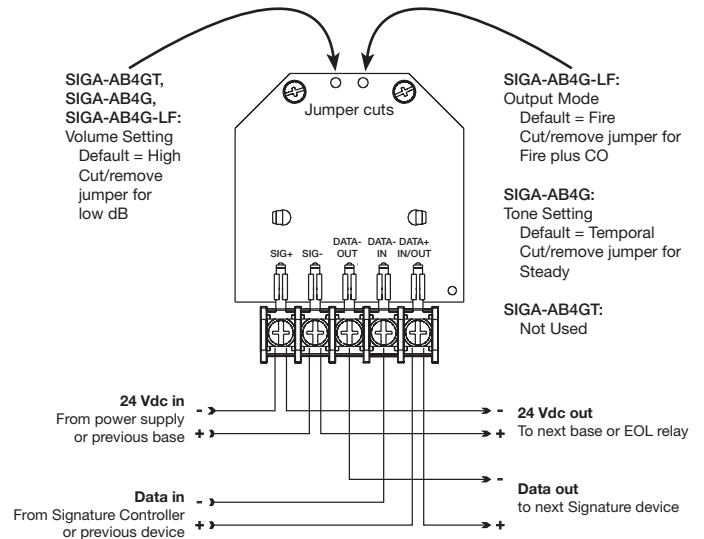 SIGA-AB4GT,
SIGA-AB4G,
SIGA-AB4G-LF:
Volume Setting
Default = High
Cut/remove
jumper for
low dB
Jumper cuts
SIGA-AB4G-LF:
Output Mode
Default = Fire
Cut/remove jumper for
Fire plus CO
SIGA-AB4G:
Tone Setting
Default = Temporal
Cut/remove jumper for
Steady
SIGA-AB4GT:
Not Used
SIG+
SIG-
DATA-
OUT
DATA-
IN
DATA+
IN/OUT
24 Vdc in
From power supply
or previous base
-
+
Data in
From Signature Controller
or previous device
-
+
-
+
24 Vdc out
To next base or EOL relay
-
+
Data out
to next Signature device